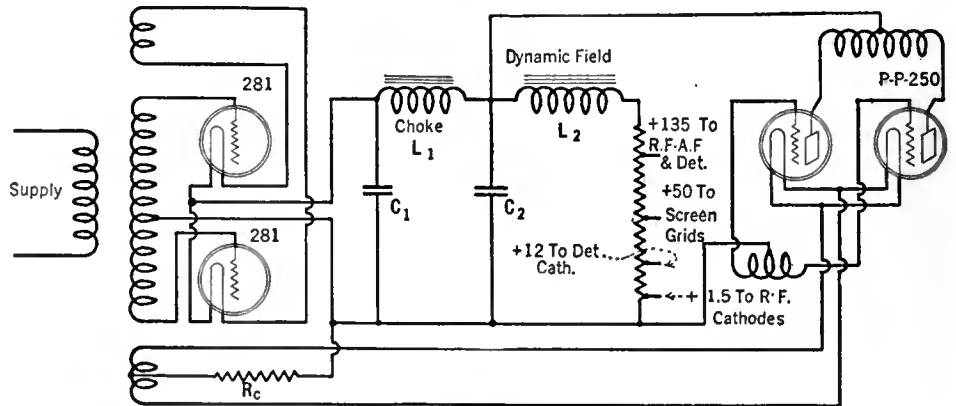 Supply
281
281
Rc
Choke
L1
C1
C2
Dynamic Field
L2
+135 To
R.F-A.F
& Det.
+50 To
Screen
Grids
+12 To Det.
Cath.
+ 1.5 To R.F.
Cathodes
P-P-250